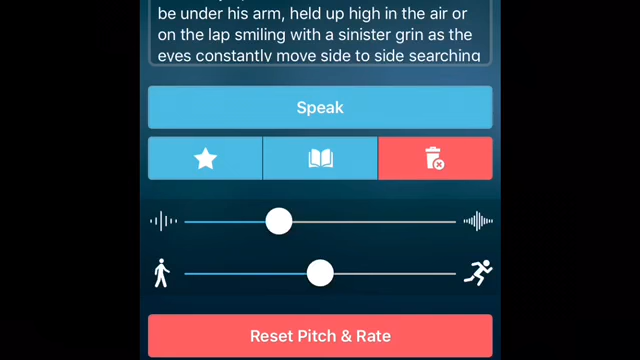 be under his arm, held up high in the air or
on the lap smiling with a sinister grin as the
eyes constantly move side to side searching
Speak
Reset Pitch & Rate